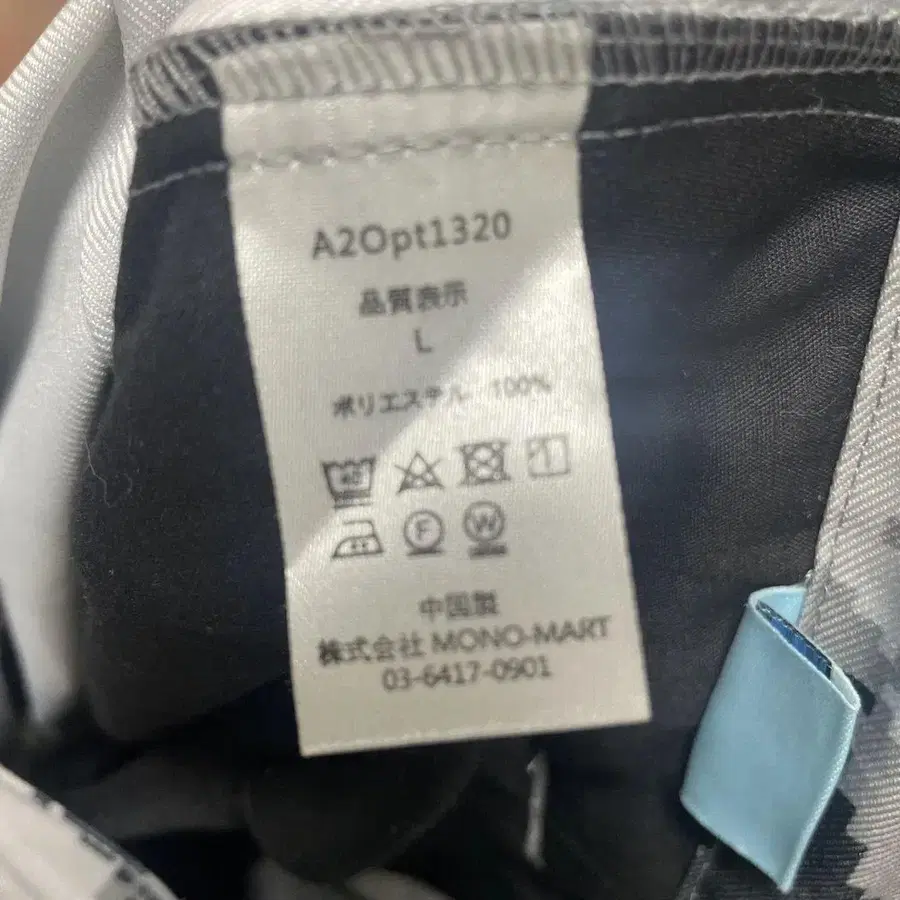 A2Opt1320
品質表示
L
ポリエステル 100%
40
F W
中国製
株式会社 MONO-MART
03-6417-0901